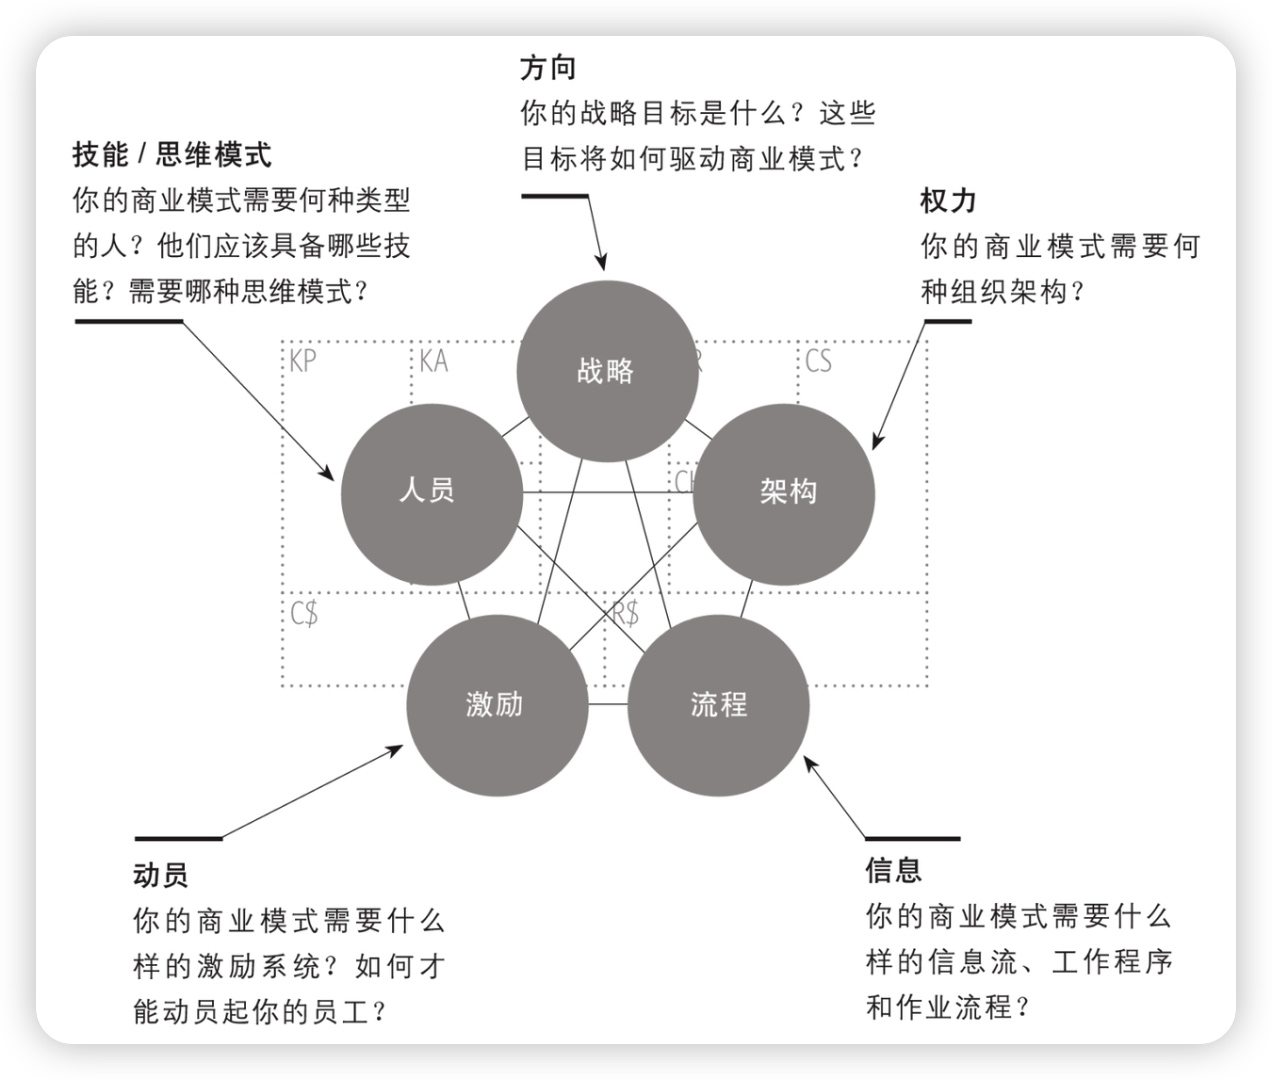 方向
你的战略目标是什么？这些
目标将如何驱动商业模式？
技能 / 思维模式
你的商业模式需要何种类型
的人？他们应该具备哪些技
能？需要哪种思维模式？
权力
你的商业模式需要何
种组织架构？
KP
KA
战略
CS
人员
架构
C$
R$
激励
流程
动员
你的商业模式需要什么
样的激励系统？如何才
能动员起你的员工？
信息
你的商业模式需要什么
样的信息流、工作程序
和作业流程？